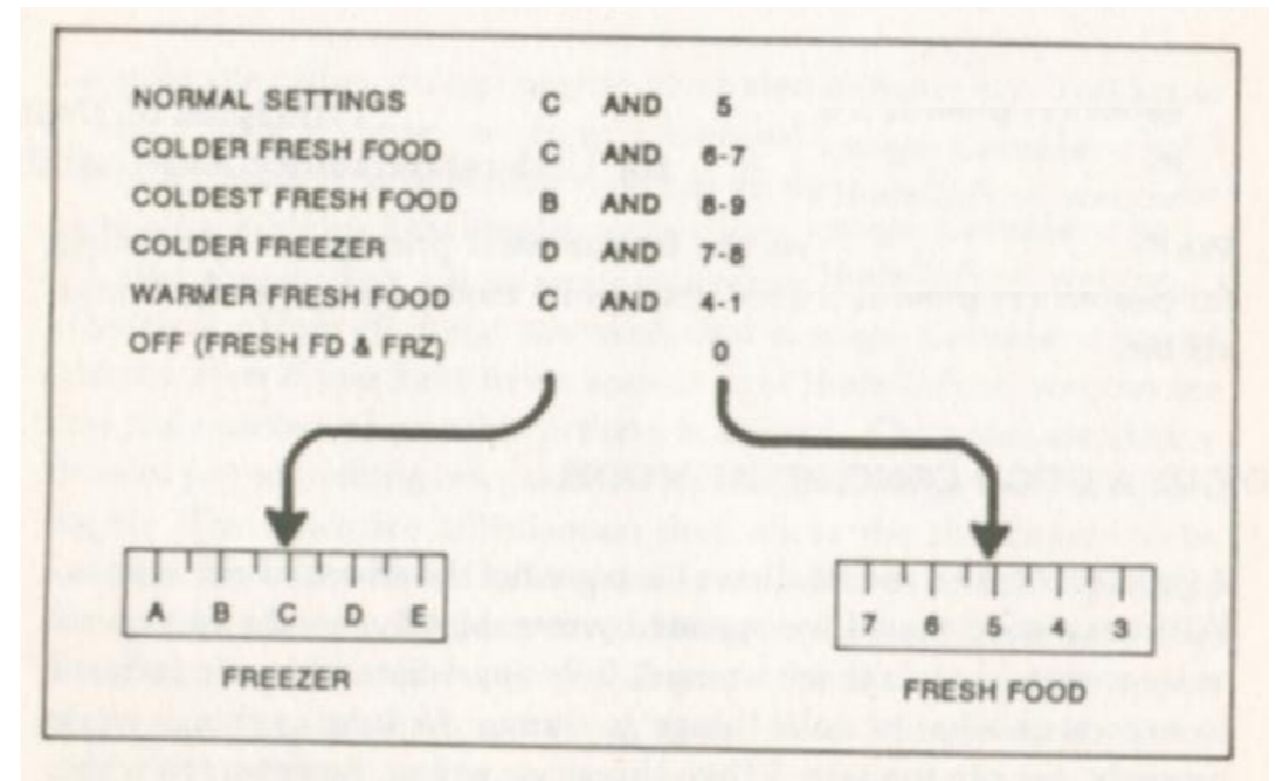 NORMAL SETTINGS C AND 5
COLDER FRESH FOOD C AND 6-7
COLDEST FRESH FOOD B AND 8-9
COLDER FREEZER D AND 7-8
WARMER FRESH FOOD C AND 4-1
OFF (FRESH FD & FRZ) 0
A B C D E
7 6 5 4 3
FREEZER
FRESH FOOD